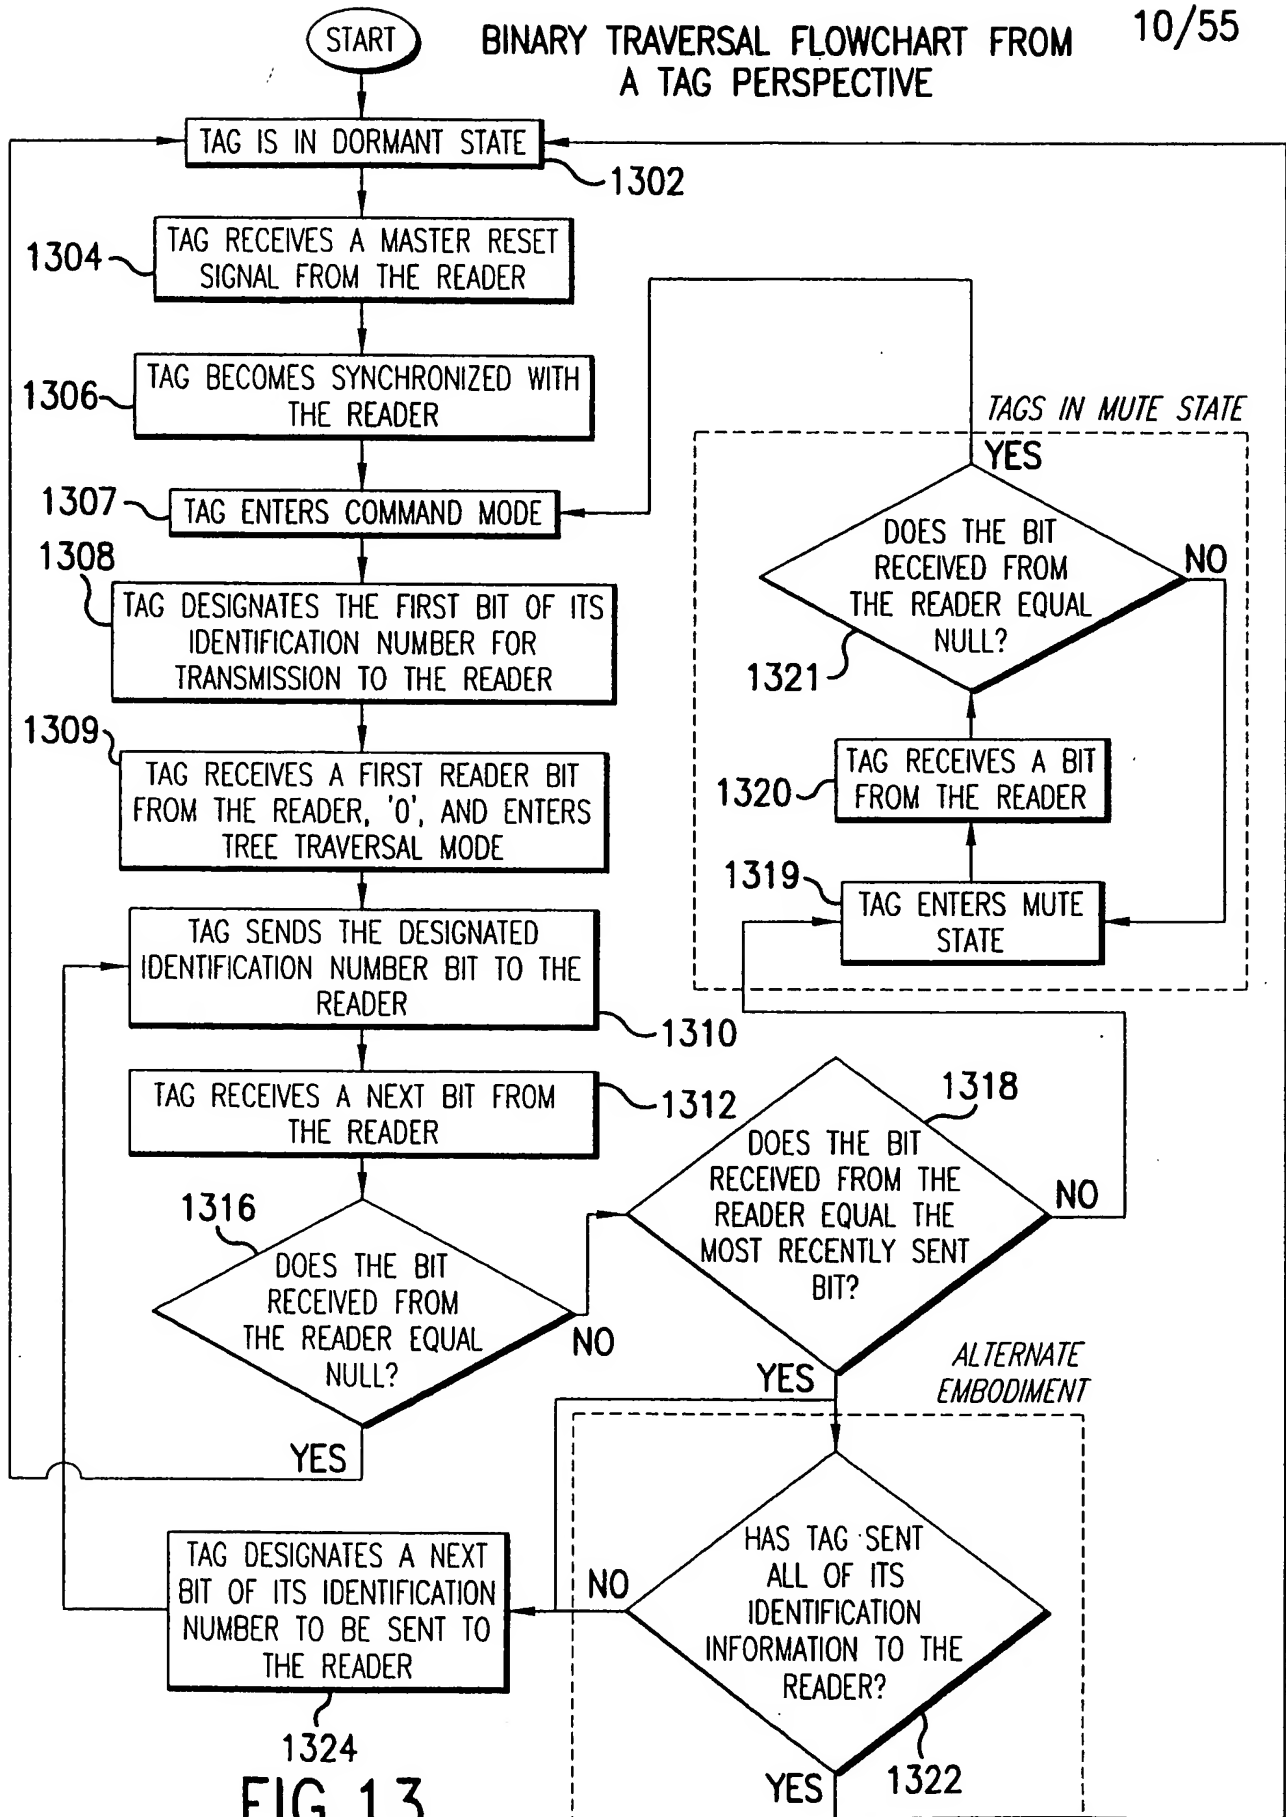 START
BINARY TRAVERSAL FLOWCHART FROM
A TAG PERSPECTIVE
10/55
TAG IS IN DORMANT STATE
1302
1304
TAG RECEIVES A MASTER RESET
SIGNAL FROM THE READER
1306
TAG BECOMES SYNCHRONIZED WITH
THE READER
1307
TAG ENTERS COMMAND MODE
1308
TAG DESIGNATES THE FIRST BIT OF ITS
IDENTIFICATION NUMBER FOR
TRANSMISSION TO THE READER
1309
TAG RECEIVES A FIRST READER BIT
FROM THE READER, '0', AND ENTERS
TREE TRAVERSAL MODE
TAG SENDS THE DESIGNATED
IDENTIFICATION NUMBER BIT TO THE
READER
1310
TAG RECEIVES A NEXT BIT FROM
THE READER
1312
1316
DOES THE BIT
RECEIVED FROM
THE READER EQUAL
NULL?
NO
YES
TAGS IN MUTE STATE
YES
DOES THE BIT
RECEIVED FROM
THE READER EQUAL
NULL?
NO
1321
TAG RECEIVES A BIT
FROM THE READER
1320
1319
TAG ENTERS MUTE
STATE
1318
DOES THE BIT
RECEIVED FROM THE
READER EQUAL THE
MOST RECENTLY SENT
BIT?
NO
YES
ALTERNATE
EMBODIMENT
HAS TAG SENT
ALL OF ITS
IDENTIFICATION
INFORMATION TO THE
READER?
NO
1322
YES
TAG DESIGNATES A NEXT
BIT OF ITS IDENTIFICATION
NUMBER TO BE SENT TO
THE READER
1324
FIG.13